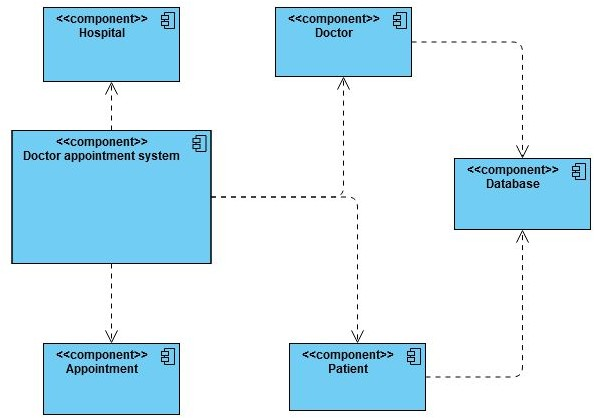 <<component>>
Hospital
<<component>>
Doctor
<<component>>
Doctor appointment system
<<component>>
Database
<<component>>
Appointment
<<component>>
Patient